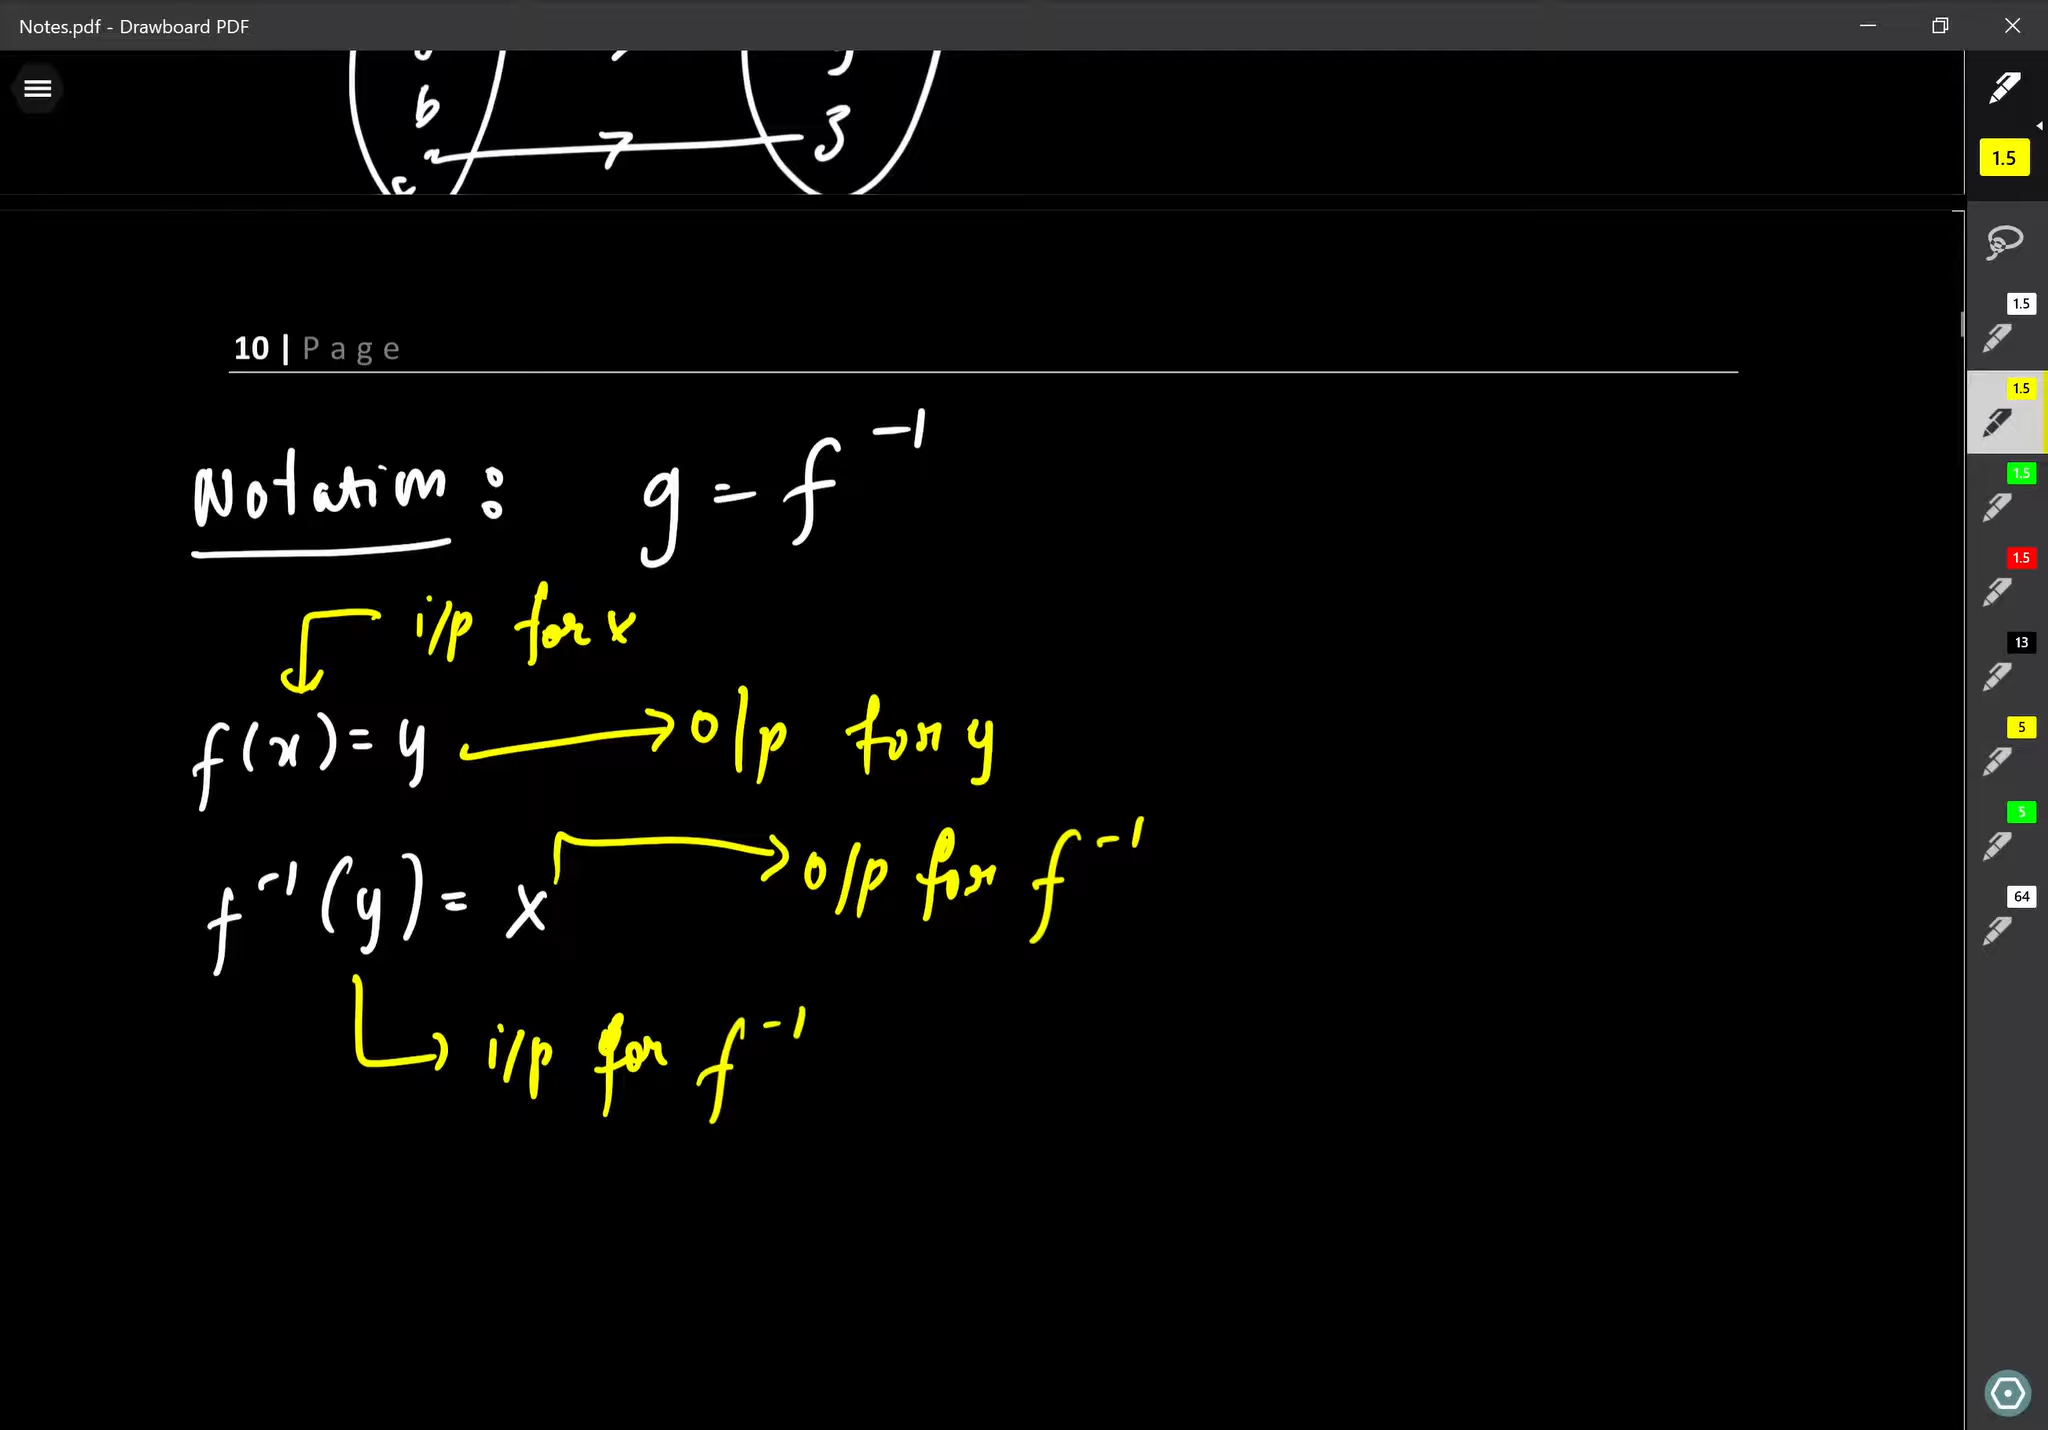 Notes.pdf - Drawboard PDF
b
3
c
1.5
1.5
1.5
1.5
1.5
13
5
5
64
10 | Page
Notation : g = f⁻¹
i/p for x
f(x) = y → o/p for y
f⁻¹(y) = x → o/p for f⁻¹
i/p for f⁻¹